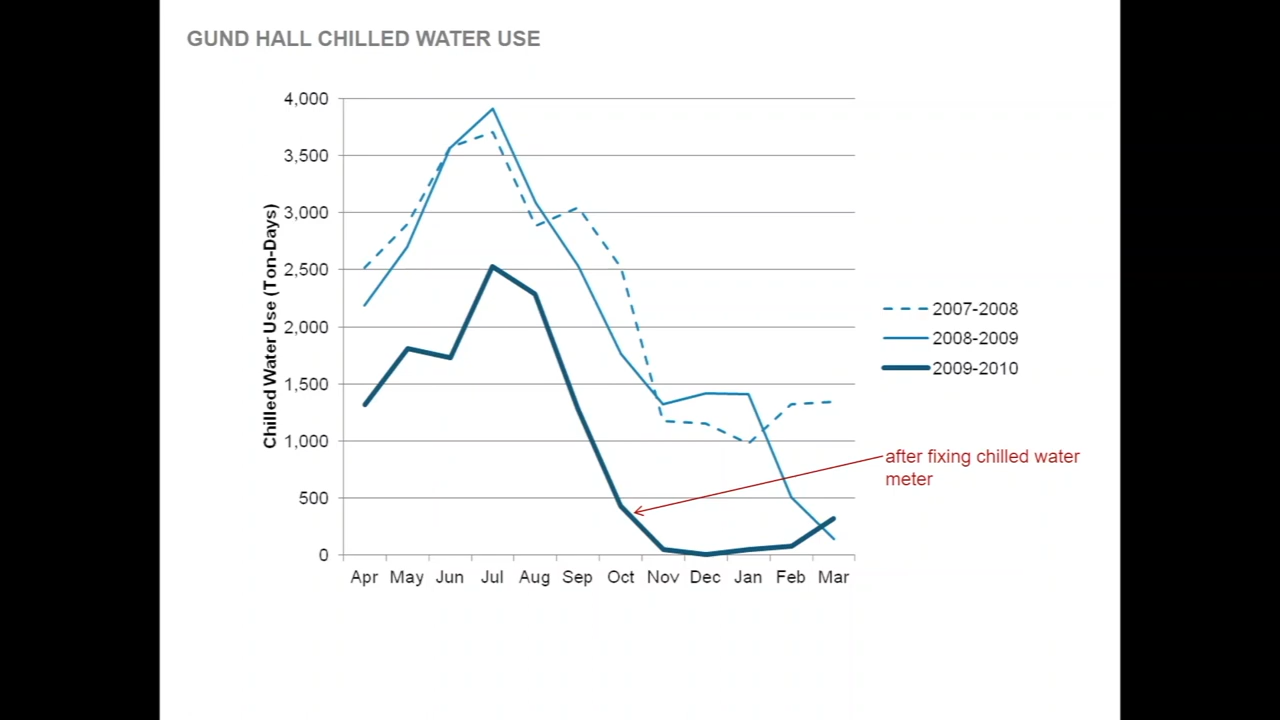 GUND HALL CHILLED WATER USE
Chilled Water Use (Ton-Days)
4,000
3,500
3,000
2,500
2,000
1,500
1,000
500
0
Apr May Jun Jul Aug Sep Oct Nov Dec Jan Feb Mar
2007-2008
2008-2009
2009-2010
after fixing chilled water
meter